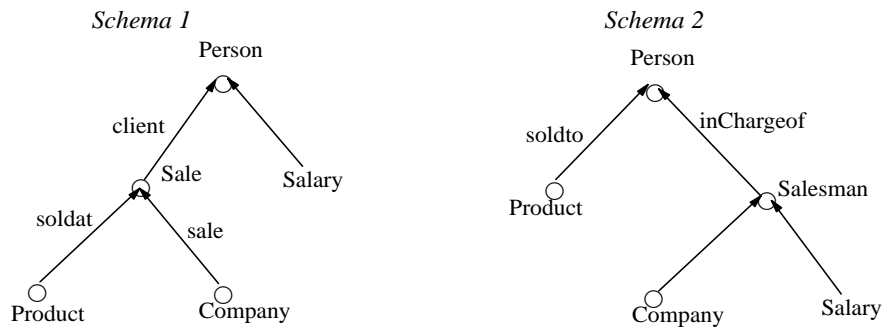 Schema 1
Person
client
Sale
Salary
soldat
sale
Product
Company
Schema 2
Person
soldto
inChargeof
Product
Salesman
Company
Salary